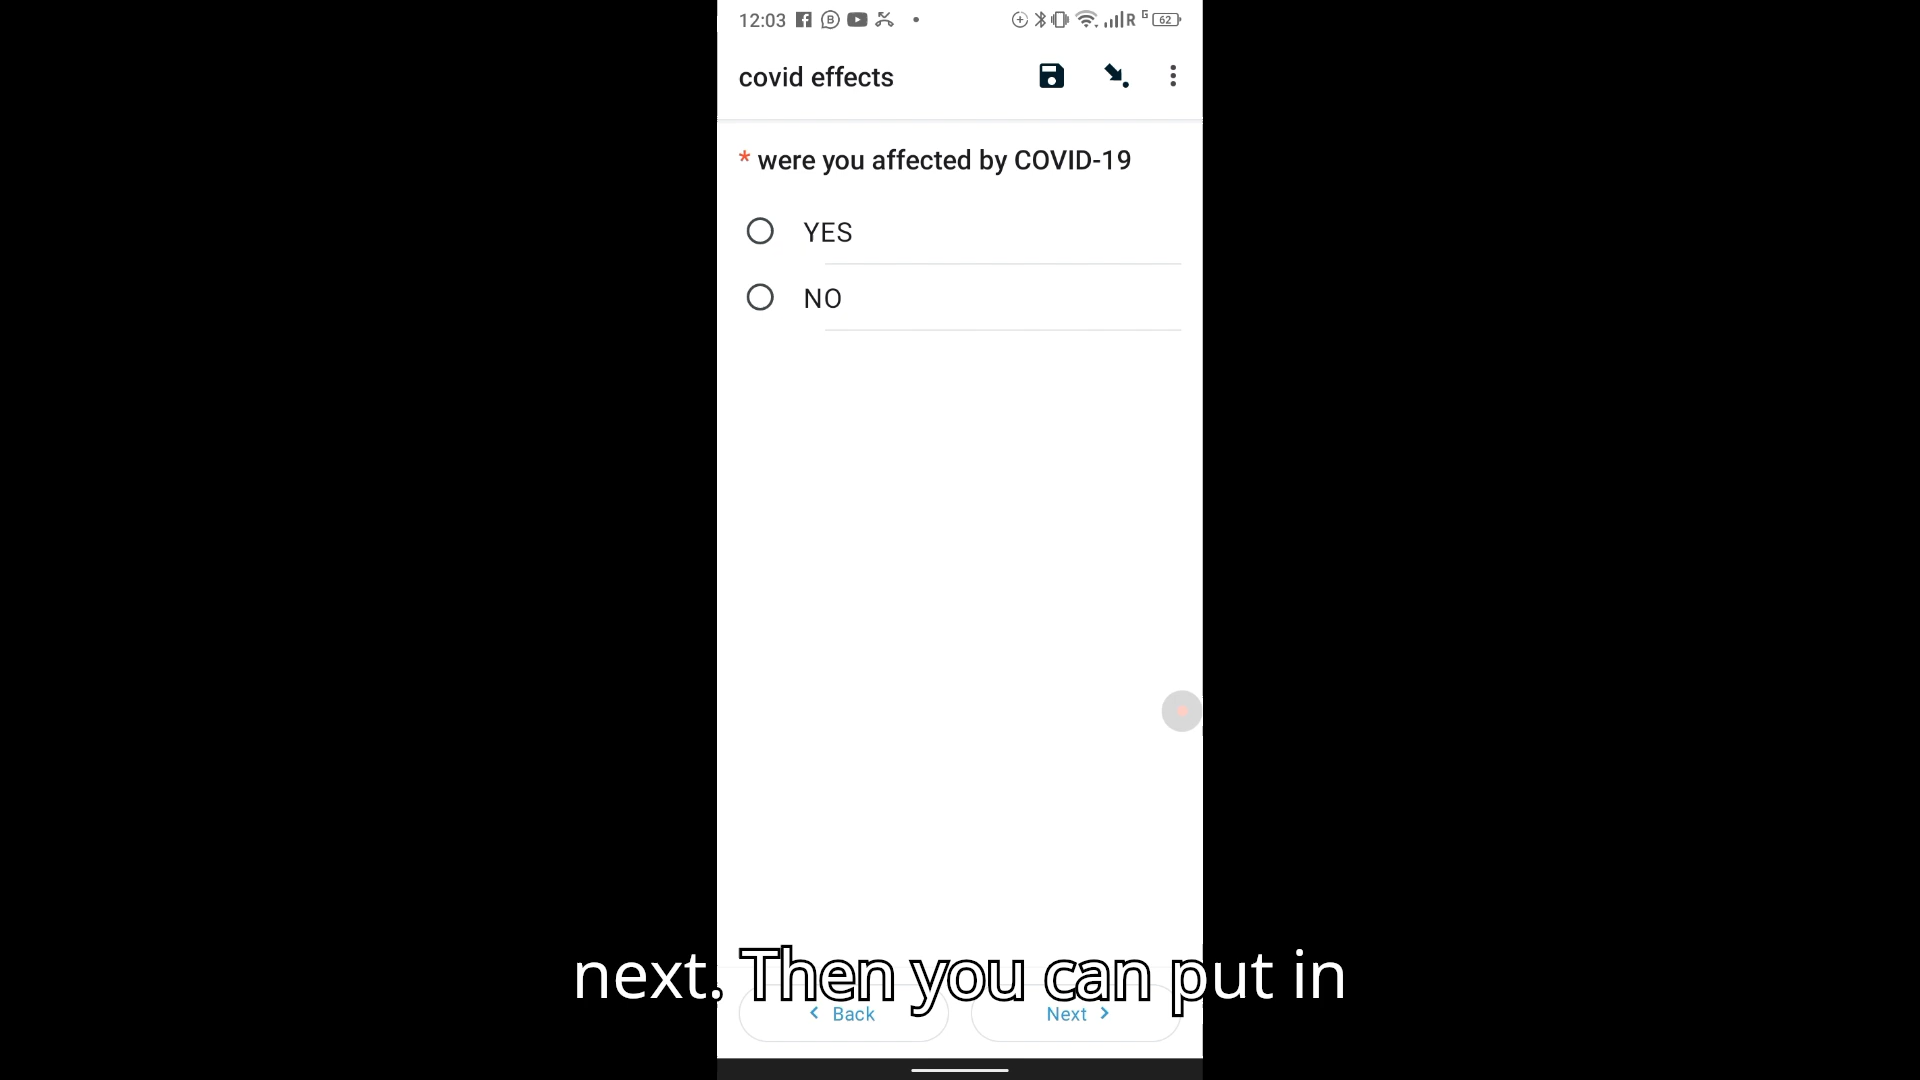 12:03
R G 62
covid effects
* were you affected by COVID-19
YES
NO
next. Then you can put in
Back
Next